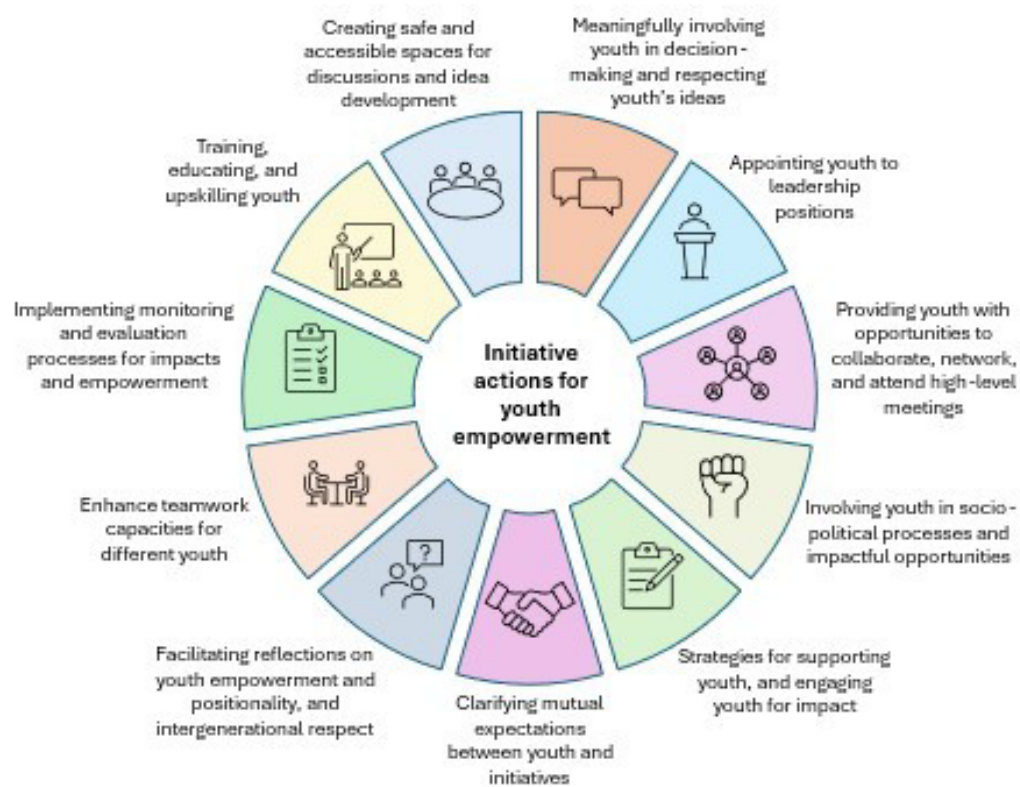 Creating safe and
accessible spaces for
discussions and idea
development
Meaningfully involving
youth in decision-
making and respecting
youth's ideas
Appointing youth to
leadership
positions
Providing youth with
opportunities to
collaborate, network,
and attend high-level
meetings
Involving youth in socio-
political processes and
impactful opportunities
Strategies for supporting
youth, and engaging
youth for impact
Clarifying mutual
expectations
between youth and
initiatives
Facilitating reflections on
youth empowerment and
positionality, and
intergenerational respect
Enhance teamwork
capacities for
different youth
Implementing monitoring
and evaluation
processes for impacts
and empowerment
Training,
educating, and
upskilling youth
Initiative
actions for
youth
empowerment
?